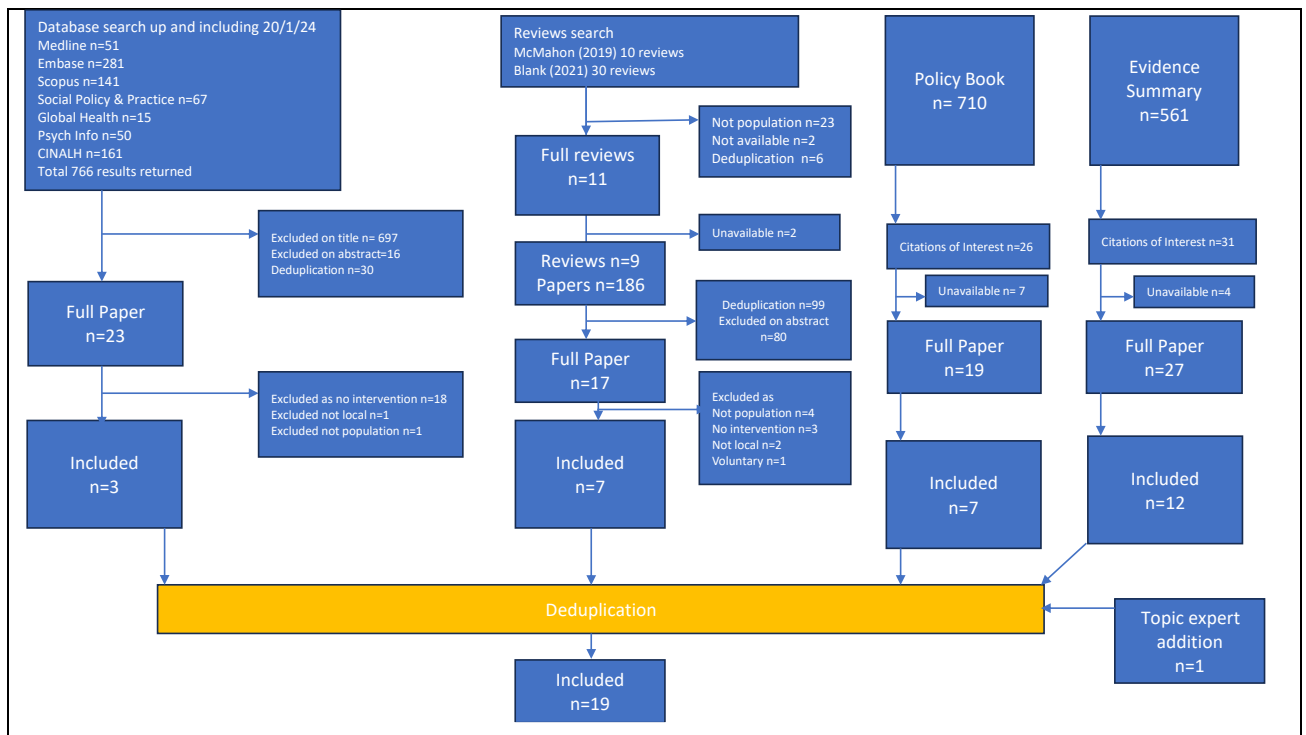 Database search up and including 20/1/24
Medline n=51
Embase n=281
Scopus n=141
Social Policy & Practice n=67
Global Health n=15
Psych Info n=50
CINALH n=161
Total 766 results returned
Excluded on title n= 697
Excluded on abstract=16
Deduplication n=30
Full Paper
n=23
Excluded as no intervention n=18
Excluded not local n=1
Excluded not population n=1
Included
n=3
Reviews search
McMahon (2019) 10 reviews
Blank (2021) 30 reviews
Not population n=23
Not available n=2
Deduplication n=6
Full reviews
n=11
Unavailable n=2
Reviews n=9
Papers n=186
Deduplication n=99
Excluded on abstract
n=80
Full Paper
n=17
Excluded as
Not population n=4
No intervention n=3
Not local n=2
Voluntary n=1
Included
n=7
Policy Book
n= 710
Citations of Interest n=26
Unavailable n= 7
Full Paper
n=19
Included
n=7
Evidence
Summary
n=561
Citations of Interest n=31
Unavailable n=4
Full Paper
n=27
Included
n=12
Deduplication
Topic expert
addition
n=1
Included
n=19